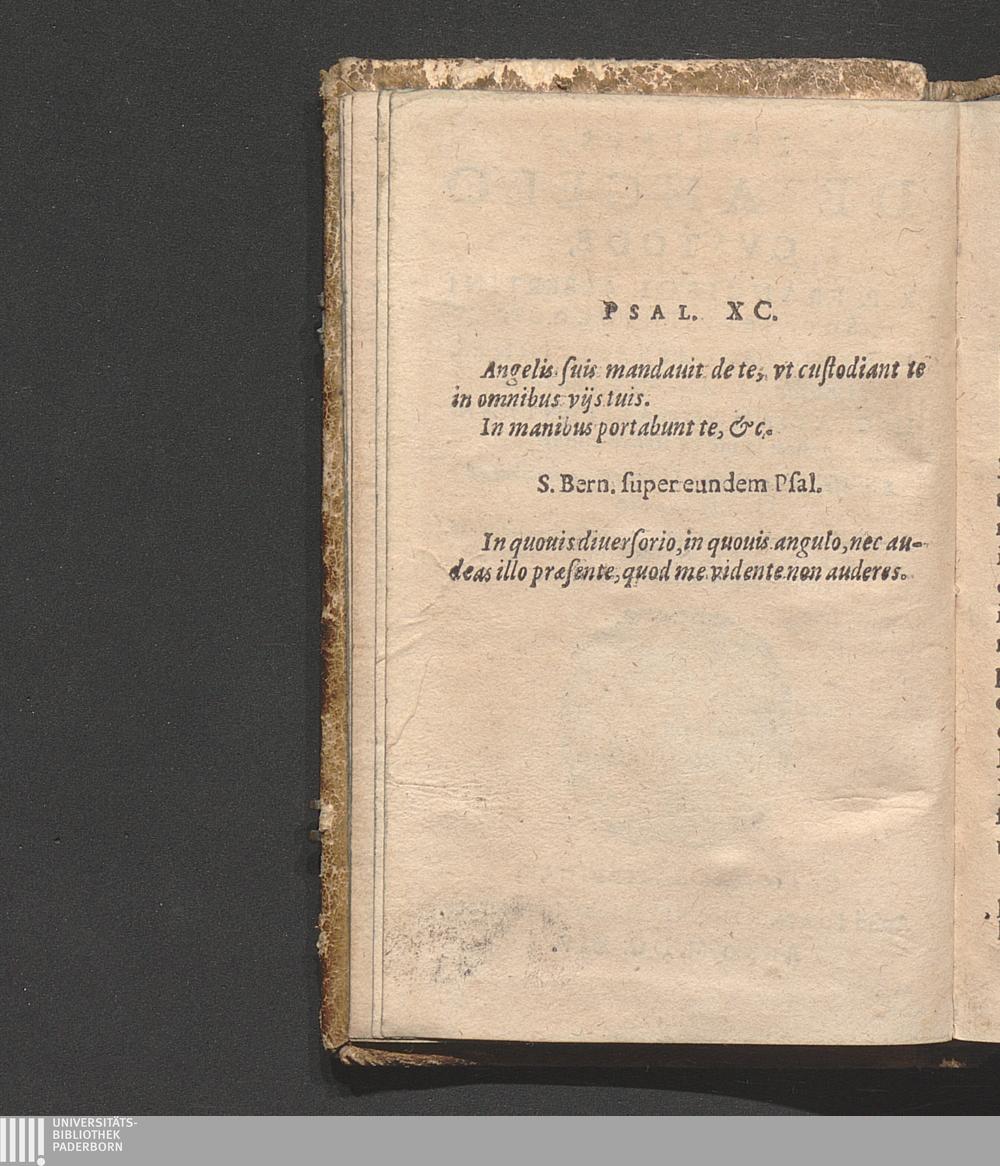 PSAL. XC.
Angelis ſuis mandauit de te, vt cuſtodiant te
in omnibus vijs tuis.
In manibus portabunt te, &c.
S. Bern. ſuper eundem Pſal.
In quouis diuerſorio, in quouis angulo, nec au-
deas illo præſente, quod me vidente non auderes.
UNIVERSITÄTS-
BIBLIOTHEK
PADERBORN